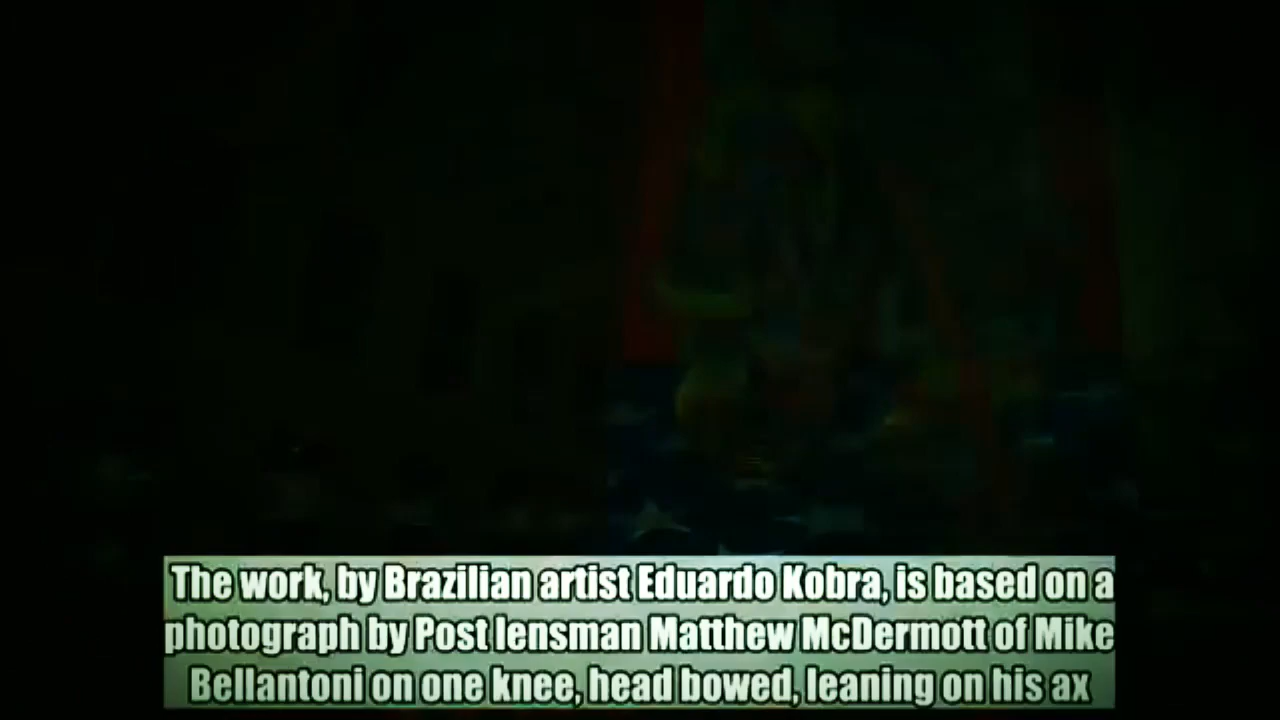 The work, by Brazilian artist Eduardo Kobra, is based on a
photograph by Post lensman Matthew McDermott of Mike
Bellantoni on one knee, head bowed, leaning on his ax